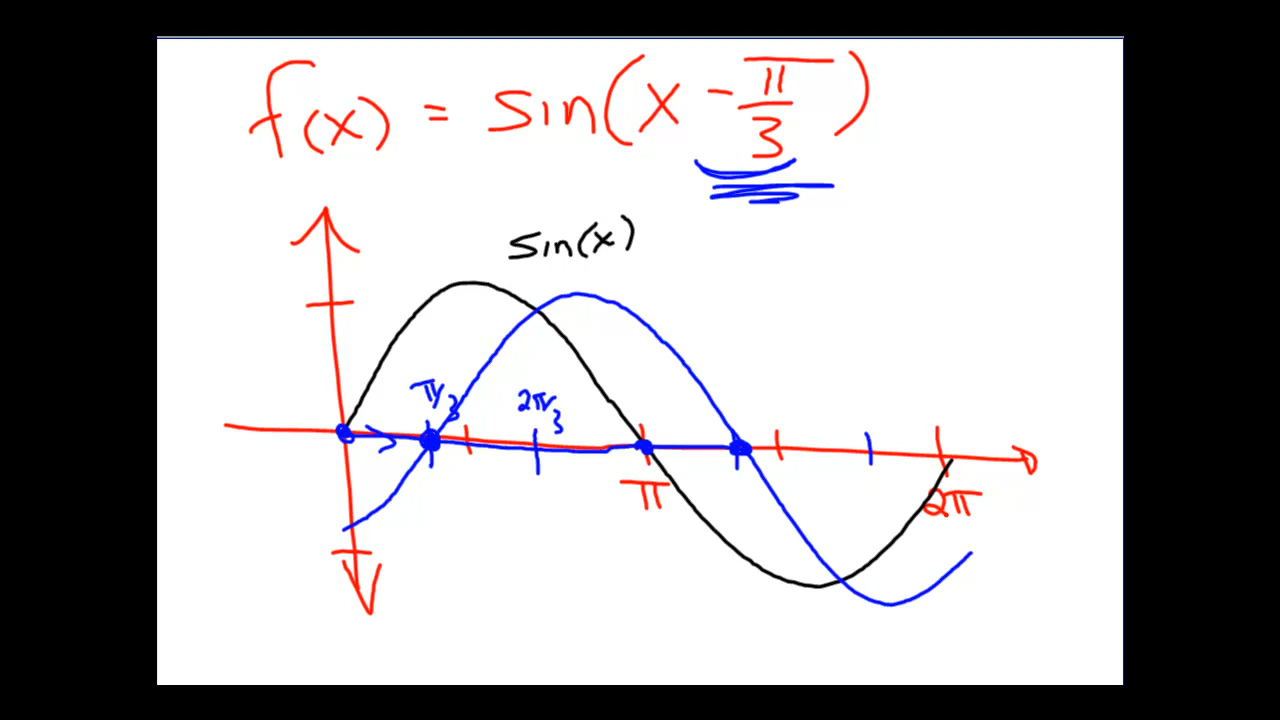 f(x) = sin(x - π/3)
sin(x)
π/3 2π/3
π 2π